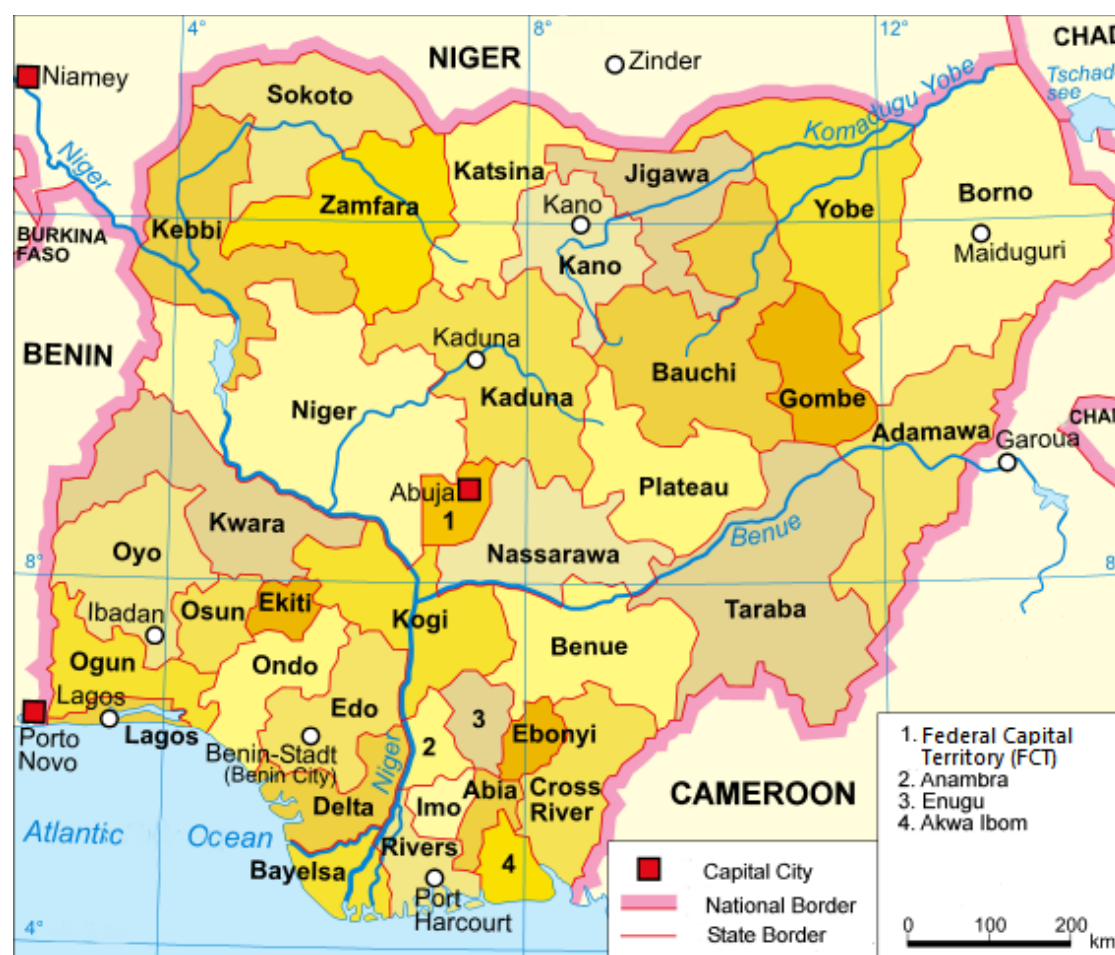 4°
8°
12°
NIGER
CHAD
Zinder
Niamey
Tschad
see
Sokoto
Komadugu Yobe
Niger
Katsina
Jigawa
Zamfara
Borno
Kano
Yobe
Kebbi
BURKINA
FASO
Maiduguri
Kano
Kaduna
BENIN
Bauchi
Kaduna
Gombe
Niger
CHA
Adamawa
Garoua
Abuja
Plateau
1
Kwara
Benue
Oyo
Nassarawa
8°
8
Ekiti
Ibadan
Osun
Kogi
Taraba
Benue
Ogun
Ondo
Lagos
Edo
3
Porto
Novo
Lagos
Benin-Stadt
(Benin City)
2
Ebonyi
Niger
Abia
Cross
River
CAMEROON
Delta
Imo
Atlantic Ocean
Rivers
4
Bayelsa
Port
Harcourt
4°
1. Federal Capital
Territory (FCT)
2. Anambra
3. Enugu
4. Akwa Ibom
Capital City
National Border
State Border
0 100 200
km